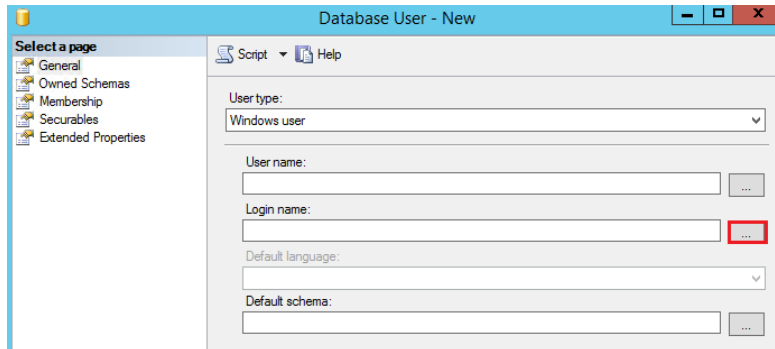 Database User - New
Select a page
General
Owned Schemas
Membership
Securables
Extended Properties
Script Help
User type:
Windows user
User name:
...
Login name:
...
Default language:
Default schema:
...